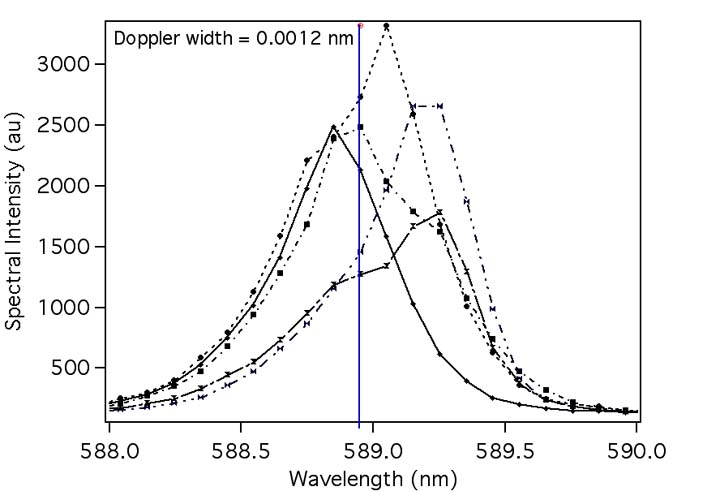 Doppler width = 0.0012 nm
Spectral Intensity (au)
3000
2500
2000
1500
1000
500
588.0 588.5 589.0 589.5 590.0
Wavelength (nm)